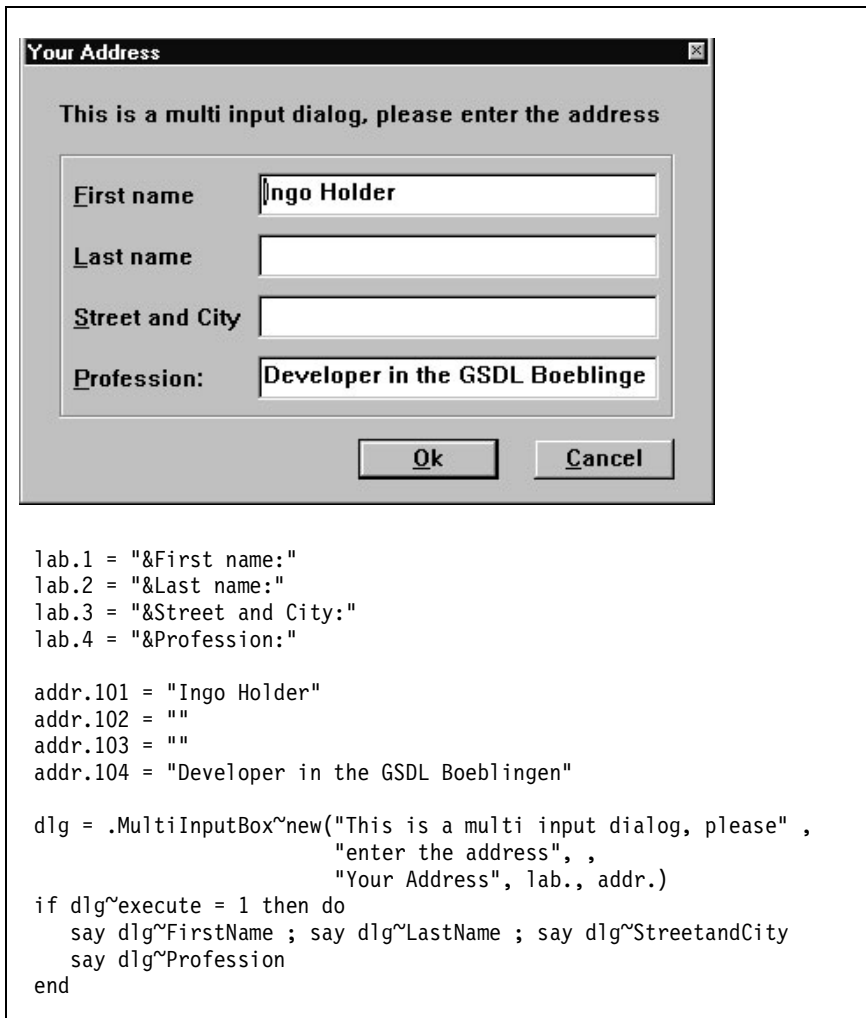 Your Address
This is a multi input dialog, please enter the address
First name
Ingo Holder
Last name
Street and City
Profession:
Developer in the GSDL Boeblinge
Ok
Cancel
lab.1 = "&First name:"
lab.2 = "&Last name:"
lab.3 = "&Street and City:"
lab.4 = "&Profession:"
addr.101 = "Ingo Holder"
addr.102 = ""
addr.103 = ""
addr.104 = "Developer in the GSDL Boeblingen"
dlg = .MultiInputBox~new("This is a multi input dialog, please" ,
"enter the address", ,
"Your Address", lab., addr.)
if dlg~execute = 1 then do
say dlg~FirstName ; say dlg~LastName ; say dlg~StreetandCity
say dlg~Profession
end